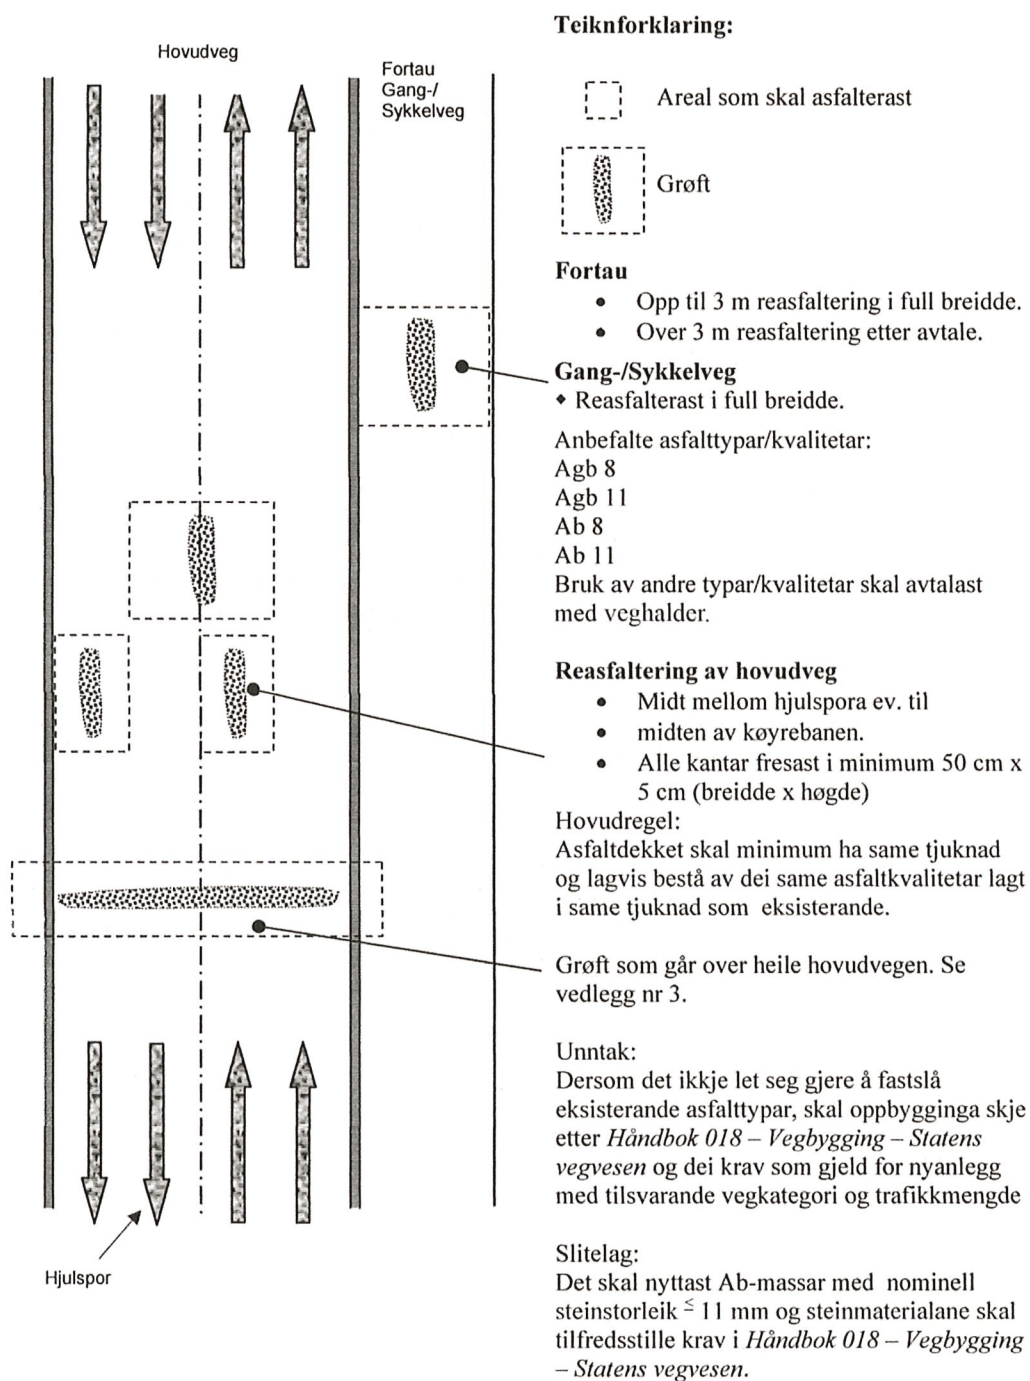 Hovudveg
Fortau
Gang-/
Sykkelveg
Hjulspor
Teiknforklaring:
Areal som skal asfalterast
Grøft
Fortau
• Opp til 3 m reasfaltering i full breidde.
• Over 3 m reasfaltering etter avtale.
Gang-/Sykkelveg
◆ Reasfalterast i full breidde.
Anbefalte asfalttypar/kvalitetar:
Agb 8
Agb 11
Ab 8
Ab 11
Bruk av andre typar/kvalitetar skal avtalast
med veghalder.
Reasfaltering av hovudveg
• Midt mellom hjulspora ev. til
• midten av køyrebanen.
• Alle kantar fresast i minimum 50 cm x
5 cm (breidde x høgde)
Hovudregel:
Asfaltdekket skal minimum ha same tjuknad
og lagvis bestå av dei same asfaltkvalitetar lagt
i same tjuknad som eksisterande.
Grøft som går over heile hovudvegen. Se
vedlegg nr 3.
Unntak:
Dersom det ikkje let seg gjere å fastslå
eksisterande asfalttypar, skal oppbygginga skje
etter Håndbok 018 – Vegbygging – Statens
vegvesen og dei krav som gjeld for nyanlegg
med tilsvarande vegkategori og trafikkmengde
Slitelag:
Det skal nyttast Ab-massar med nominell
steinstorleik ≤ 11 mm og steinmaterialane skal
tilfredsstille krav i Håndbok 018 – Vegbygging
– Statens vegvesen.